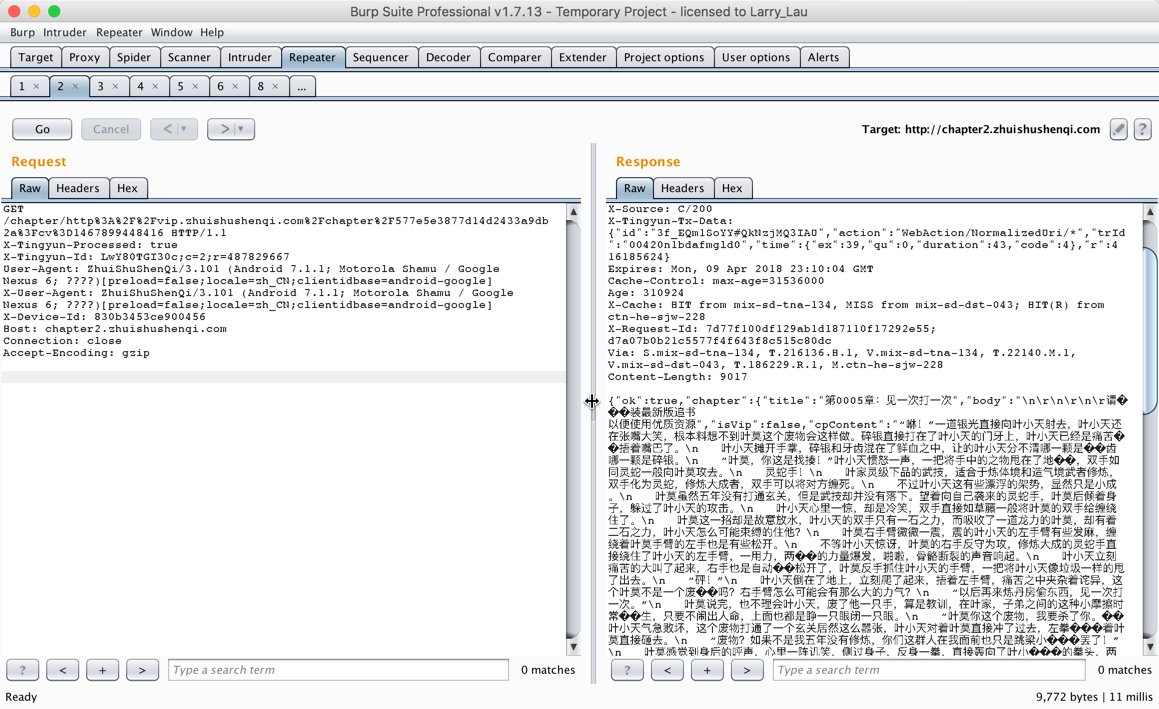 Burp Suite Professional v1.7.13 - Temporary Project - licensed to Larry_Lau
Burp Intruder Repeater Window Help
Target Proxy Spider Scanner Intruder Repeater Sequencer Decoder Comparer Extender Project options User options Alerts
1 × 2 × 3 × 4 × 5 × 6 × 8 × ...
Go Cancel < > Target: http://chapter2.zhuishushenqi.com ?
Request
Raw Headers Hex
GET
/chapter/http%3A%2F%2Fvip.zhuishushenqi.com%2Fchapter%2F577e5e3877d14d2433a9db
2a%3Fcv%3D1467899448416 HTTP/1.1
X-Tingyun-Processed: true
X-Tingyun-Id: LwY80TGI30c;c=2;r=487829667
User-Agent: ZhuiShuShenQi/3.101 (Android 7.1.1; Motorola Shamu / Google
Nexus 6; ????)[preload=false;locale=zh_CN;clientidbase=android-google]
X-User-Agent: ZhuiShuShenQi/3.101 (Android 7.1.1; Motorola Shamu / Google
Nexus 6; ????)[preload=false;locale=zh_CN;clientidbase=android-google]
X-Device-Id: 830b3453ce900456
Host: chapter2.zhuishushenqi.com
Connection: close
Accept-Encoding: gzip
Response
Raw Headers Hex
X-Source: C/200
X-Tingyun-Tx-Data:
{"id":"3f_EQmlSoYY#QkNzjMQ3IAU","action":"WebAction/NormalizedUri/*","trId
":"00420n1bdafmgld0","time":{"ex":39,"qu":0,"duration":43,"code":4},"r":4
16185624}
Expires: Mon, 09 Apr 2018 23:10:04 GMT
Cache-Control: max-age=31536000
Age: 310924
X-Cache: HIT from mix-sd-tna-134, MISS from mix-sd-dst-043; HIT(R) from
ctn-he-sjw-228
X-Request-Id: 7d77f100df129ab1d187110f17292e55;
d7a07b0b21c5577f4f643f8c515c80dc
Via: S.mix-sd-tna-134, T.216136.H.1, V.mix-sd-tna-134, T.22140.M.1,
V.mix-sd-dst-043, T.186229.R.1, M.ctn-he-sjw-228
Content-Length: 9017
{"ok":true,"chapter":{"title":"第0005章：见一次打一次","body":"\n\r\n\r\n\r请�
��装最新版追书
以便使用优质资源","isVip":false,"cpContent":"“咻！”一道银光直接向叶小天射去，叶小天还
在张嘴大笑，根本料想不到叶莫这个废物会这样做。碎银直接打在了叶小天的门牙上，叶小天已经是痛苦�
�捂着嘴巴了。\n 叶小天摊开手掌，碎银和牙齿混在了鲜血之中，让的叶小天分不清哪一颗是��齿
哪一颗是碎银。\n “叶莫，你这是找揍！”叶小天愤怒一声，一把将手中的之物甩在了地��，双手如
同灵蛇一般向叶莫攻去。\n 灵蛇手！\n 叶家灵级下品的武技，适合于炼体境和运气境武者修炼，
双手化为灵蛇，修炼大成者，双手可以将对方缠死。\n 不过叶小天这有些漂浮的架势，显然只是小成
。\n 叶莫虽然五年没有打通玄关，但是武技却并没有落下。望着向自己袭来的灵蛇手，叶莫后倾着身
子，躲过了叶小天的攻击。\n 叶小天心里一惊，却是冷笑，双手直接如草藤一般将叶莫的双手给缠绕
住了。\n 叶莫这一招却是故意放水，叶小天的双手只有一石之力，而吸收了一道龙力的叶莫，却有着
二石之力，叶小天怎么可能束缚的住他？\n 叶莫右手臂微微一震，震的叶小天的左手臂有些发麻，缠
绕着叶莫手臂的左手也是有些松开。\n 不等叶小天惊讶，叶莫的右手反守为攻，修炼大成的灵蛇手直
接绕住了叶小天的左手臂，一用力，两��的力量爆发，啪啦，骨骼断裂的声音响起。\n 叶小天立刻
痛苦的大叫了起来，右手也是自动��松开了，叶莫反手抓住叶小天的手臂，一把将叶小天像垃圾一样的甩
了出去。\n “砰！”\n 叶小天倒在了地上，立刻爬了起来，捂着左手臂，痛苦之中夹杂着诧异，这
个叶莫不是一个废��吗？右手臂怎么可能会有那么大的力气？\n “以后再来炼丹房偷东西，见一次打
一次。”\n 叶莫说完，也不理会叶小天，废了他一只手，算是教训，在叶家，子弟之间的这种小摩擦时
常��生，只要不闹出人命，上面也都是睁一只眼闭一只眼。\n “叶莫你这个废物，我要杀了你。��
叶小天气急败坏，这个废物打通了一个玄关居然这么嚣张，叶小天对着叶莫直接冲了过去，左拳���着叶
莫直接砸去。\n “废物？如果不是我五年没有修炼，你们这群人在我面前也只是跳梁小���罢了！”
\n 叶莫感觉到身后的呼声，心里一阵讥笑，侧过身子，反身一拳，直接轰向了叶小���的拳头，两
? < + > Type a search term 0 matches
? < + > Type a search term 0 matches
Ready 9,772 bytes | 11 millis